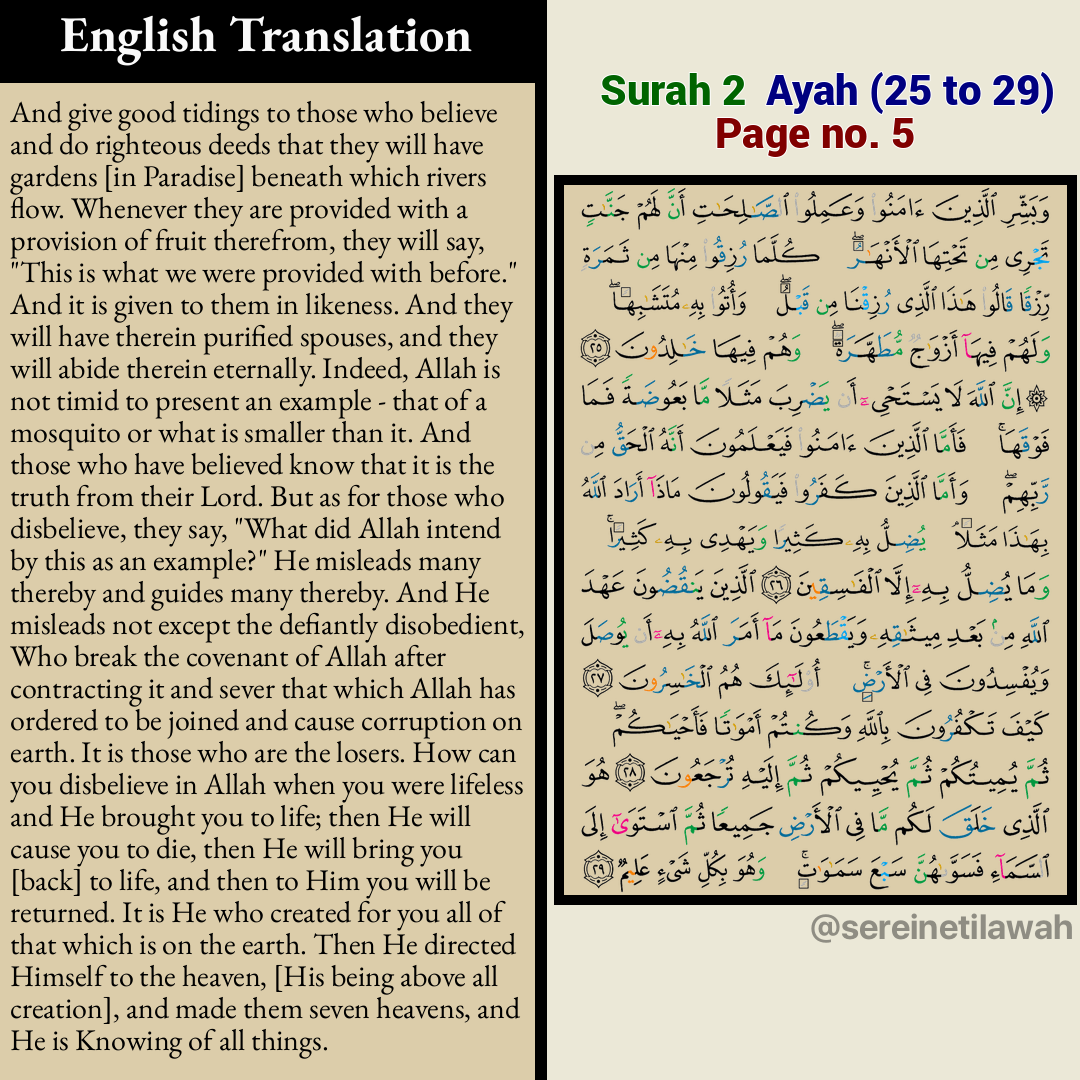 English Translation
And give good tidings to those who believe
and do righteous deeds that they will have
gardens [in Paradise] beneath which rivers
flow. Whenever they are provided with a
provision of fruit therefrom, they will say,
"This is what we were provided with before."
And it is given to them in likeness. And they
will have therein purified spouses, and they
will abide therein eternally. Indeed, Allah is
not timid to present an example - that of a
mosquito or what is smaller than it. And
those who have believed know that it is the
truth from their Lord. But as for those who
disbelieve, they say, "What did Allah intend
by this as an example?" He misleads many
thereby and guides many thereby. And He
misleads not except the defiantly disobedient,
Who break the covenant of Allah after
contracting it and sever that which Allah has
ordered to be joined and cause corruption on
earth. It is those who are the losers. How can
you disbelieve in Allah when you were lifeless
and He brought you to life; then He will
cause you to die, then He will bring you
[back] to life, and then to Him you will be
returned. It is He who created for you all of
that which is on the earth. Then He directed
Himself to the heaven, [His being above all
creation], and made them seven heavens, and
He is Knowing of all things.
Surah 2 Ayah (25 to 29)
Page no. 5
وَبَشِّرِ ٱلَّذِينَ ءَامَنُوا۟ وَعَمِلُوا۟ ٱلصَّـٰلِحَـٰتِ أَنَّ لَهُمْ جَنَّـٰتٍ
تَجْرِى مِن تَحْتِهَا ٱلْأَنْهَـٰرُ ۖ كُلَّمَا رُزِقُوا۟ مِنْهَا مِن ثَمَرَةٍ
رِّزْقًا قَالُوا۟ هَـٰذَا ٱلَّذِى رُزِقْنَا مِن قَبْلُ ۖ وَأُتُوا۟ بِهِۦ مُتَشَـٰبِهًا ۖ
وَلَهُمْ فِيهَآ أَزْوَٰجٌ مُّطَهَّرَةٌ ۖ وَهُمْ فِيهَا خَـٰلِدُونَ ٢٥
۞ إِنَّ ٱللَّهَ لَا يَسْتَحْىِۦٓ أَن يَضْرِبَ مَثَلًا مَّا بَعُوضَةً فَمَا
فَوْقَهَا ۚ فَأَمَّا ٱلَّذِينَ ءَامَنُوا۟ فَيَعْلَمُونَ أَنَّهُ ٱلْحَقُّ مِن
رَّبِّهِمْ ۖ وَأَمَّا ٱلَّذِينَ كَفَرُوا۟ فَيَقُولُونَ مَاذَآ أَرَادَ ٱللَّهُ
بِهَـٰذَا مَثَلًا ۘ يُضِلُّ بِهِۦ كَثِيرًا وَيَهْدِى بِهِۦ كَثِيرًا ۚ
وَمَا يُضِلُّ بِهِۦٓ إِلَّا ٱلْفَـٰسِقِينَ ٢٦ ٱلَّذِينَ يَنقُضُونَ عَهْدَ
ٱللَّهِ مِنۢ بَعْدِ مِيثَـٰقِهِۦ وَيَقْطَعُونَ مَآ أَمَرَ ٱللَّهُ بِهِۦٓ أَن يُوصَلَ
وَيُفْسِدُونَ فِى ٱلْأَرْضِ ۚ أُو۟لَـٰٓئِكَ هُمُ ٱلْخَـٰسِرُونَ ٢٧
كَيْفَ تَكْفُرُونَ بِٱللَّهِ وَكُنتُمْ أَمْوَٰتًا فَأَحْيَـٰكُمْ ۖ
ثُمَّ يُمِيتُكُمْ ثُمَّ يُحْيِيكُمْ ثُمَّ إِلَيْهِ تُرْجَعُونَ ٢٨ هُوَ
ٱلَّذِى خَلَقَ لَكُم مَّا فِى ٱلْأَرْضِ جَمِيعًا ثُمَّ ٱسْتَوَىٰٓ إِلَى
ٱلسَّمَآءِ فَسَوَّىٰهُنَّ سَبْعَ سَمَـٰوَٰتٍ ۚ وَهُوَ بِكُلِّ شَىْءٍ عَلِيمٌ ٢٩
@sereinetilawah